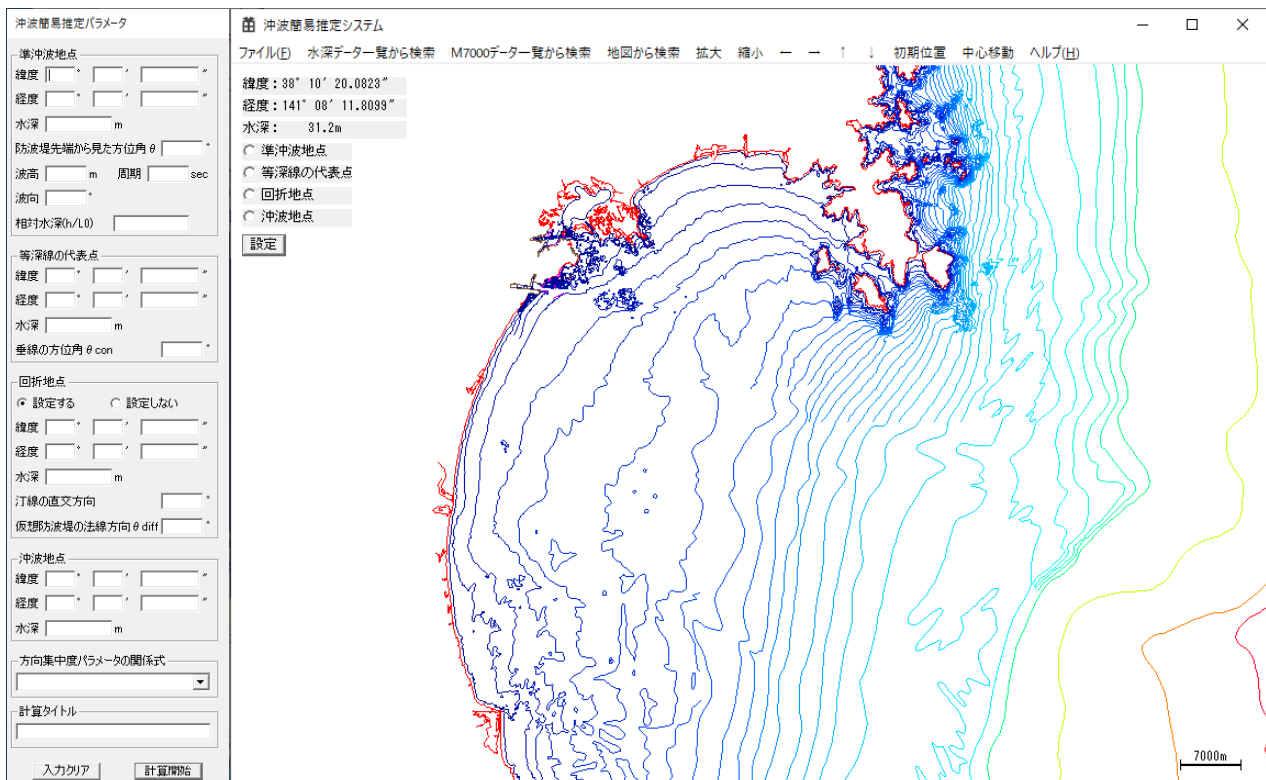 沖波簡易推定パラメータ
準沖波地点
緯度 ° ′ ″
経度 ° ′ ″
水深 m
防波堤先端から見た方位角 θ °
波高 m 周期 sec
波向 °
相対水深(h/L0)
等深線の代表点
緯度 ° ′ ″
経度 ° ′ ″
水深 m
垂線の方位角 θ con °
回折地点
設定する 設定しない
緯度 ° ′ ″
経度 ° ′ ″
水深 m
汀線の直交方向 °
仮想防波堤の法線方向 θ diff °
沖波地点
緯度 ° ′ ″
経度 ° ′ ″
水深 m
方向集中度パラメータの関係式
計算タイトル
入力クリア 計算開始
沖波簡易推定システム
ファイル(F) 水深データ一覧から検索 M7000データ一覧から検索 地図から検索 拡大 縮小 ← → ↑ ↓ 初期位置 中心移動 ヘルプ(H)
緯度：38° 10′ 20.0823″
経度：141° 08′ 11.8099″
水深： 31.2m
準沖波地点
等深線の代表点
回折地点
沖波地点
設定
7000m